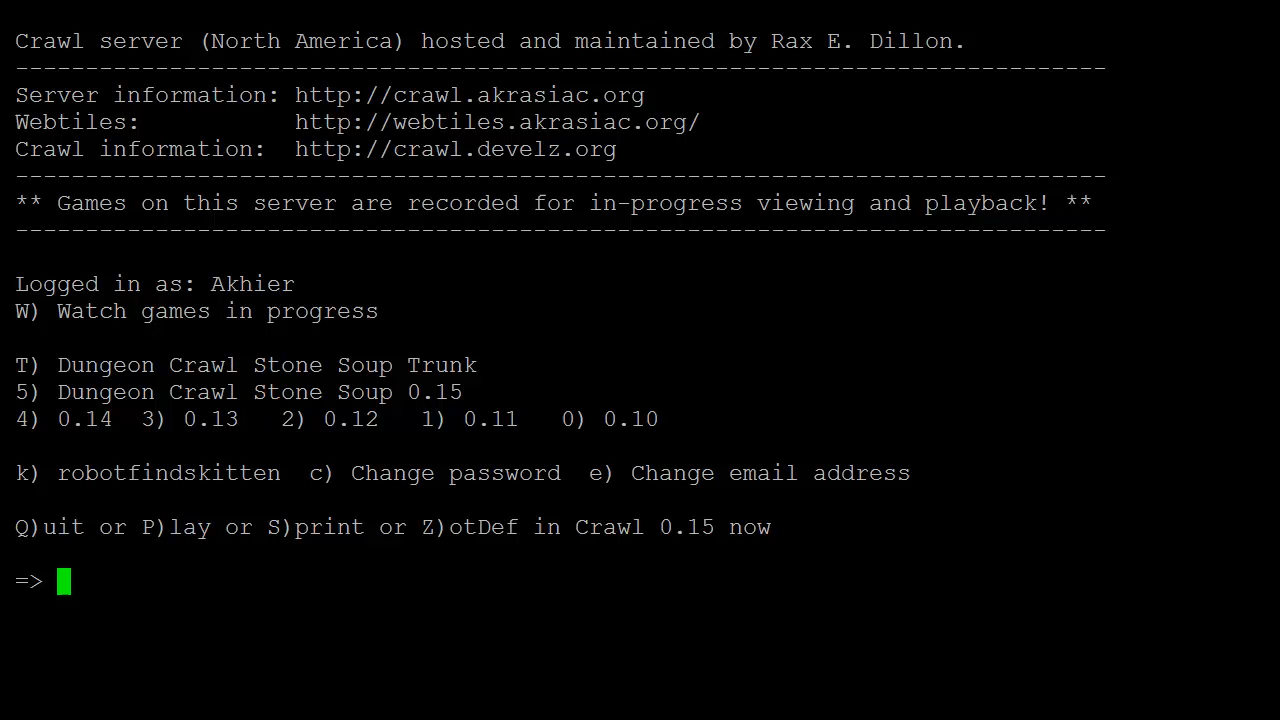 Crawl server (North America) hosted and maintained by Rax E. Dillon.
------------------------------------------------------------------------------
Server information: http://crawl.akrasiac.org
Webtiles:           http://webtiles.akrasiac.org/
Crawl information:  http://crawl.develz.org
------------------------------------------------------------------------------
** Games on this server are recorded for in-progress viewing and playback! **
------------------------------------------------------------------------------
Logged in as: Akhier
W) Watch games in progress
T) Dungeon Crawl Stone Soup Trunk
5) Dungeon Crawl Stone Soup 0.15
4) 0.14  3) 0.13   2) 0.12   1) 0.11   0) 0.10
k) robotfindskitten  c) Change password  e) Change email address
Q)uit or P)lay or S)print or Z)otDef in Crawl 0.15 now
=>